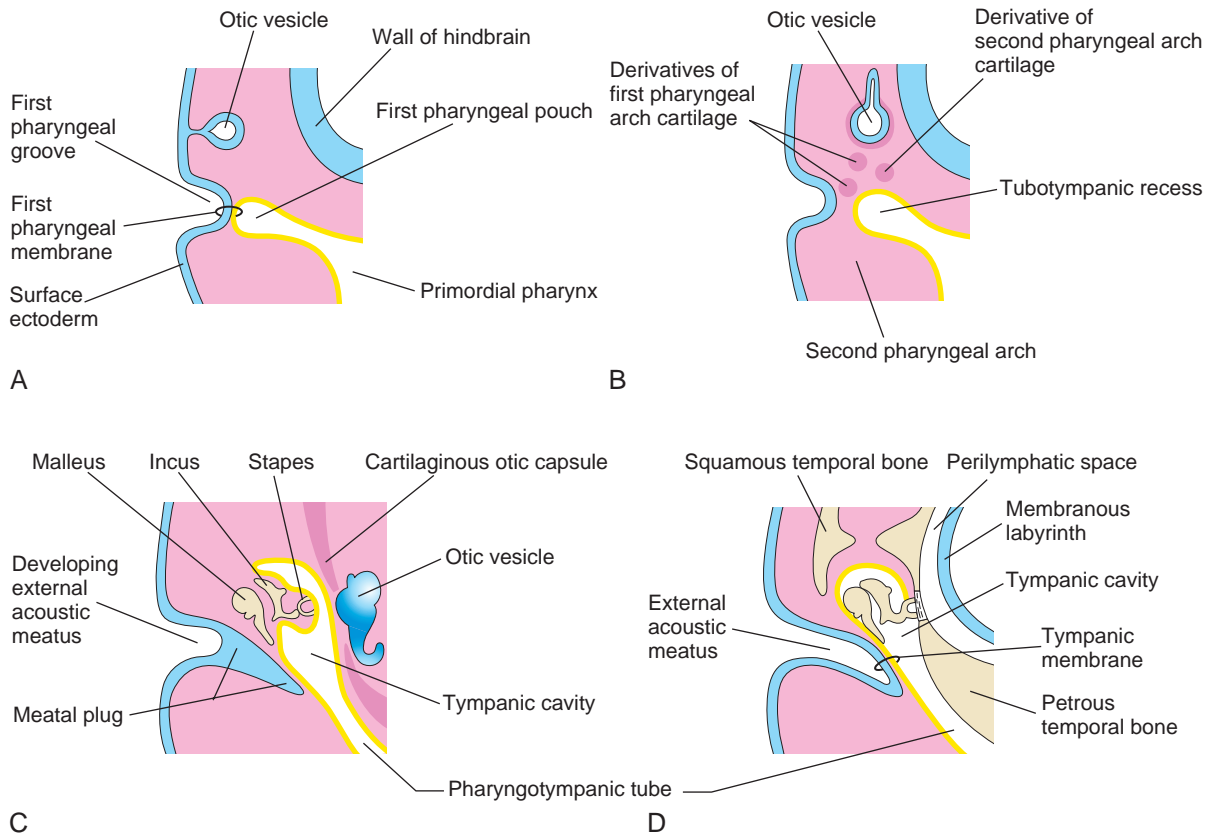 Otic vesicle
Wall of hindbrain
First
pharyngeal
groove
First pharyngeal pouch
First
pharyngeal
membrane
Surface
ectoderm
Primordial pharynx
A
Otic vesicle
Derivative of
second pharyngeal arch
cartilage
Derivatives of
first pharyngeal
arch cartilage
Tubotympanic recess
Second pharyngeal arch
B
Malleus
Incus
Stapes
Cartilaginous otic capsule
Developing
external
acoustic
meatus
Otic vesicle
Meatal plug
Tympanic cavity
Pharyngotympanic tube
C
Squamous temporal bone
Perilymphatic space
Membranous
labyrinth
Tympanic cavity
External
acoustic
meatus
Tympanic
membrane
Petrous
temporal bone
D